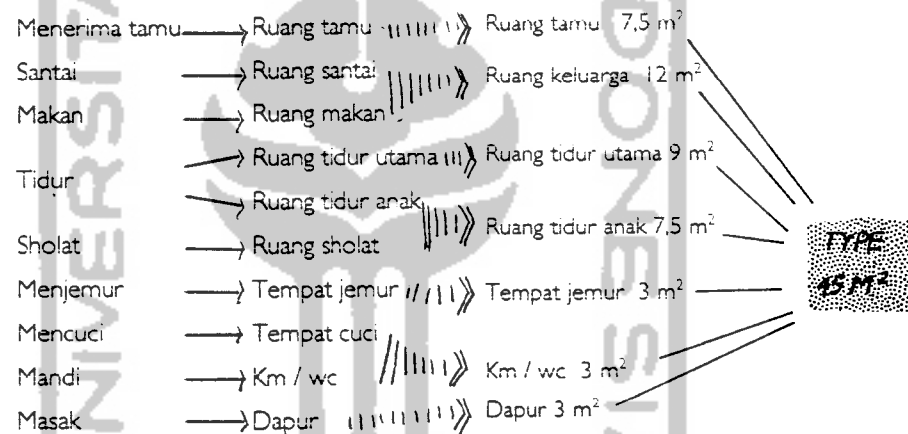 Menerima tamu Ruang tamu Ruang tamu 7,5 m²
Santai Ruang santai Ruang keluarga 12 m²
Makan Ruang makan
Tidur Ruang tidur utama Ruang tidur utama 9 m²
Ruang tidur anak Ruang tidur anak 7,5 m²
Sholat Ruang sholat
Menjemur Tempat jemur Tempat jemur 3 m²
Mencuci Tempat cuci
Mandi Km / wc Km / wc 3 m²
Masak Dapur Dapur 3 m²
TYPE
45 M²